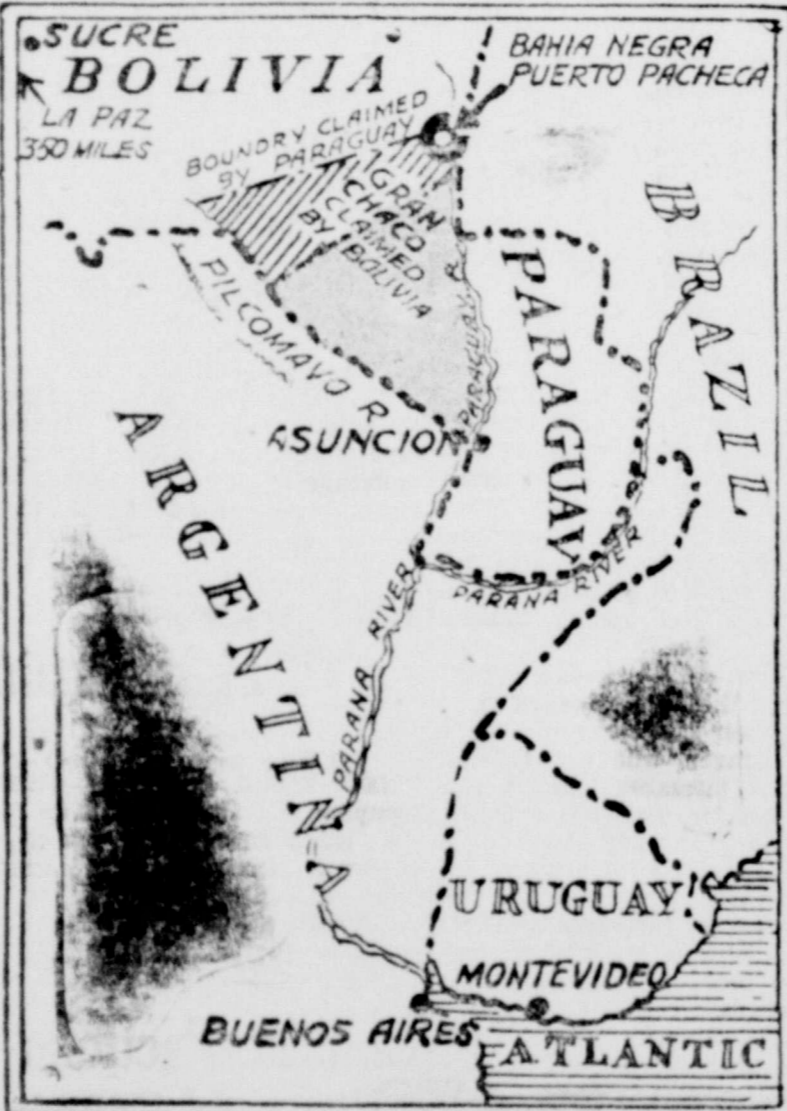 SUCRE
BOLIVIA
LA PAZ
350 MILES
BAHIA NEGRA
PUERTO PACHECA
BOUNDRY CLAIMED
BY PARAGUAY
GRAN
CHACO
CLAIMED
BY BOLIVIA
BRAZIL
PARAGUAY
PILCOMAYO R.
PARAGUAY R.
ASUNCION
ARGENTINA
PARANA RIVER
PARANA RIVER
URUGUAY
MONTEVIDEO
BUENOS AIRES
ATLANTIC